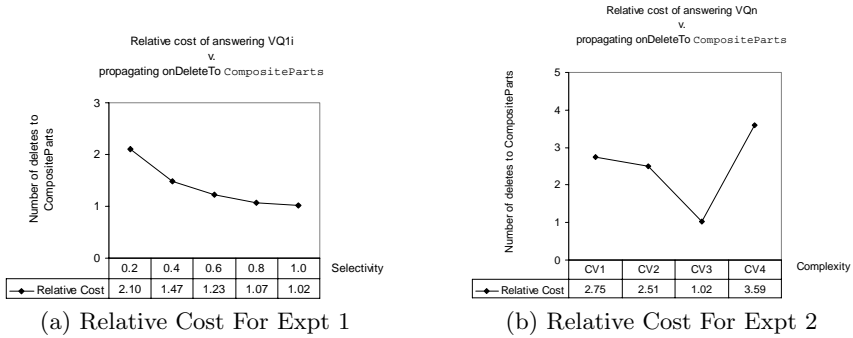 Relative cost of answering VQ1i
v.
propagating onDeleteTo CompositeParts
Number of deletes to
CompositeParts
3
2
1
0
0.2 0.4 0.6 0.8 1.0 Selectivity
Relative Cost 2.10 1.47 1.23 1.07 1.02
(a) Relative Cost For Expt 1
Relative cost of answering VQn
v.
propagating onDeleteTo CompositeParts
Number of deletes to CompositeParts
5
4
3
2
1
0
CV1 CV2 CV3 CV4 Complexity
Relative Cost 2.75 2.51 1.02 3.59
(b) Relative Cost For Expt 2